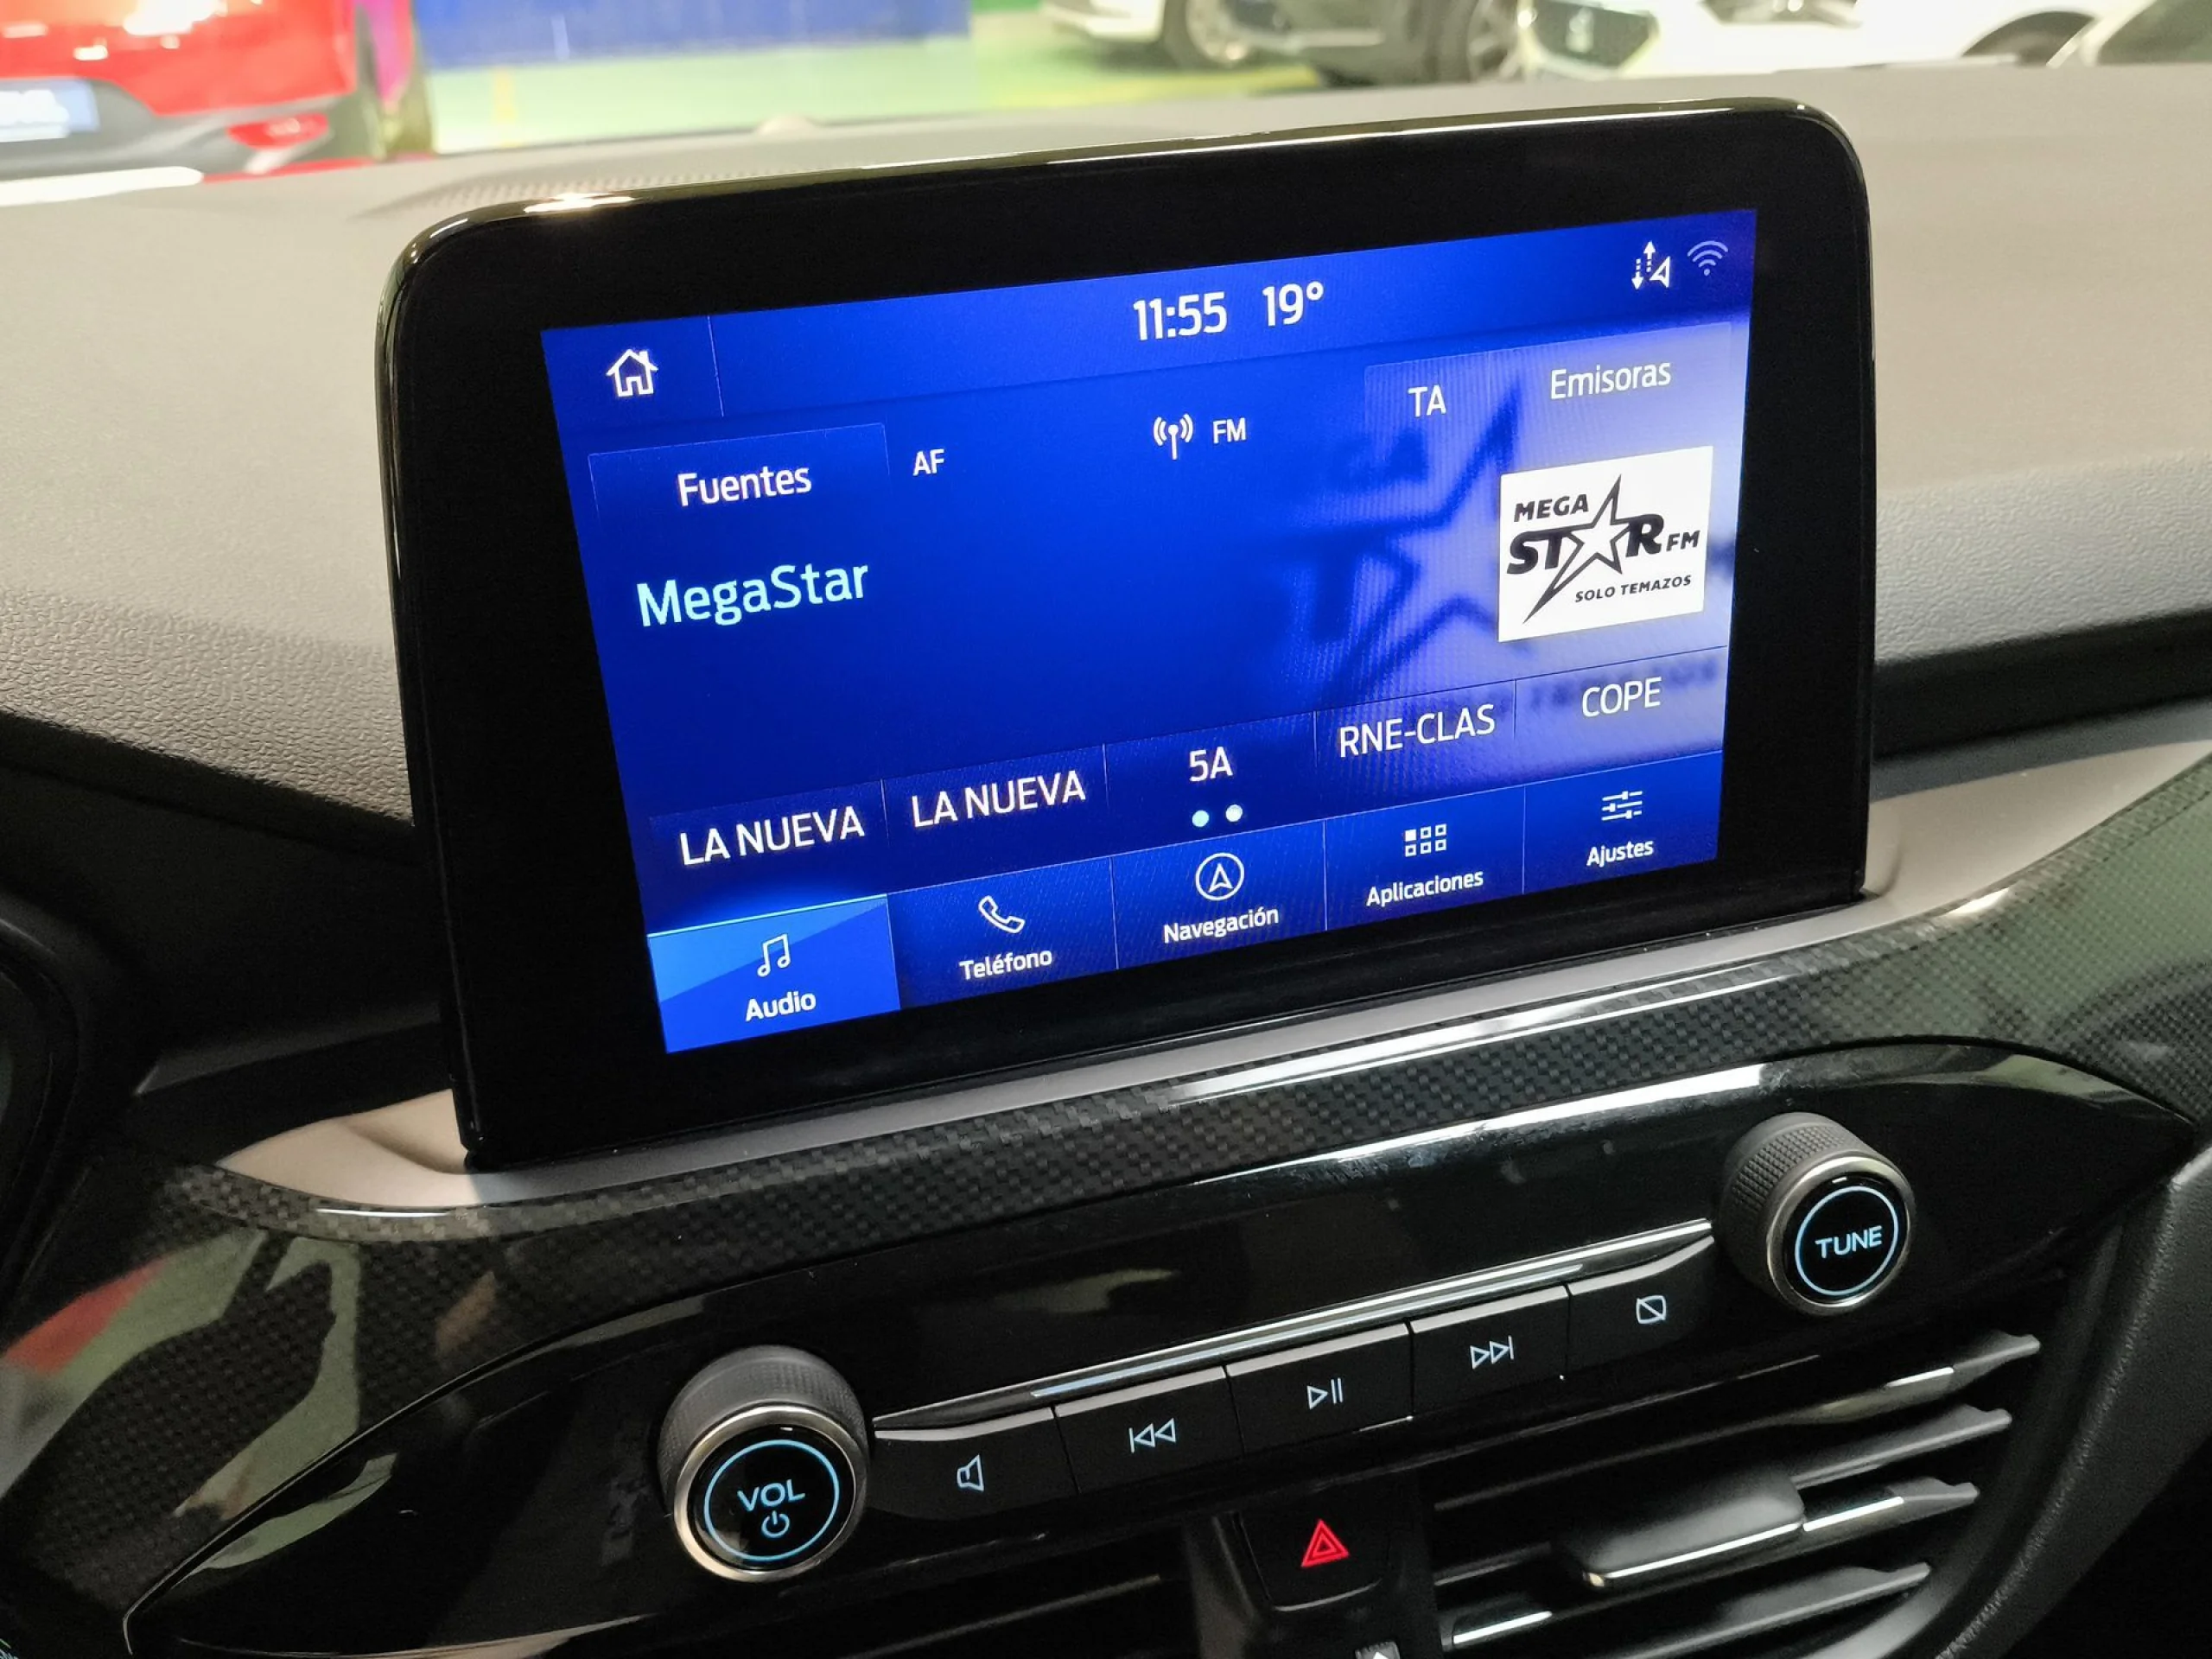 11:55 19°
Fuentes
AF
FM
TA
Emisoras
MegaStar
MEGA
STAR FM
SOLO TEMAZOS
LA NUEVA
LA NUEVA
5A
RNE-CLAS
COPE
Audio
Teléfono
Navegación
Aplicaciones
Ajustes
VOL
TUNE